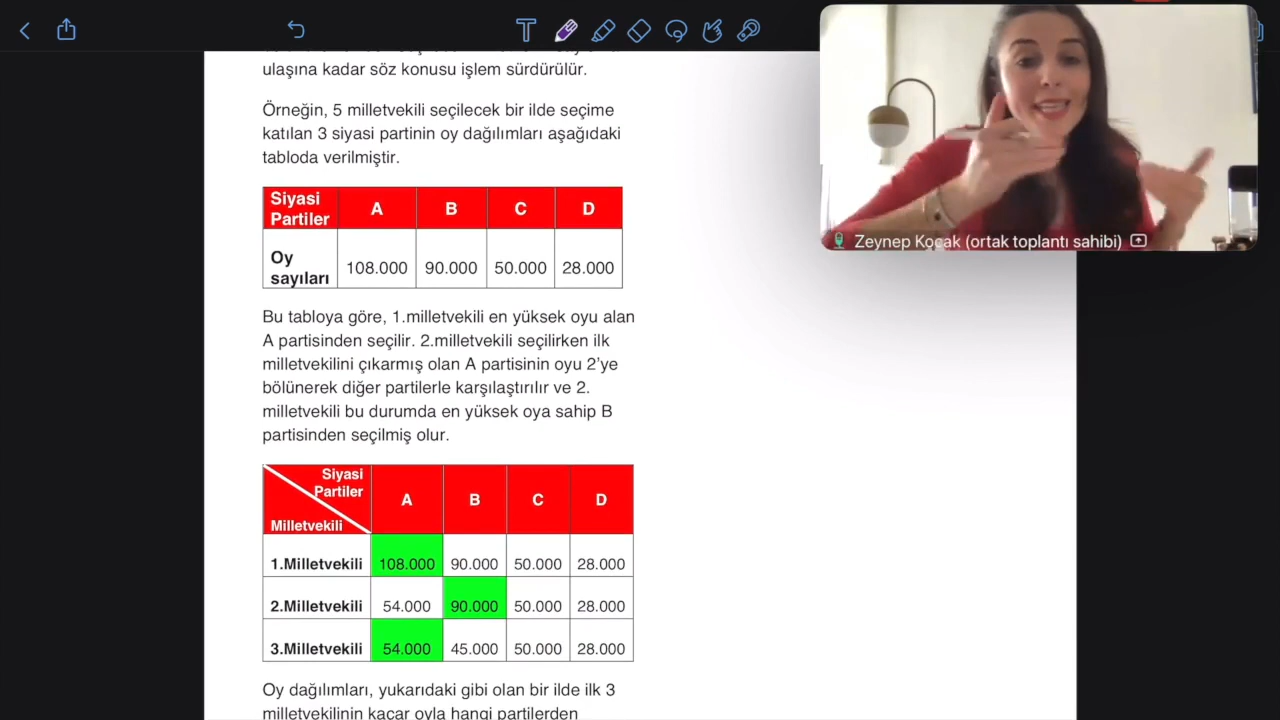 ulaşına kadar söz konusu işlem sürdürülür.
Örneğin, 5 milletvekili seçilecek bir ilde seçime
katılan 3 siyasi partinin oy dağılımları aşağıdaki
tabloda verilmiştir.
Siyasi Partiler A B C D
Oy sayıları 108.000 90.000 50.000 28.000
Bu tabloya göre, 1.milletvekili en yüksek oyu alan
A partisinden seçilir. 2.milletvekili seçilirken ilk
milletvekilini çıkarmış olan A partisinin oyu 2'ye
bölünerek diğer partilerle karşılaştırılır ve 2.
milletvekili bu durumda en yüksek oya sahip B
partisinden seçilmiş olur.
Siyasi Partiler
Milletvekili A B C D
1.Milletvekili 108.000 90.000 50.000 28.000
2.Milletvekili 54.000 90.000 50.000 28.000
3.Milletvekili 54.000 45.000 50.000 28.000
Oy dağılımları, yukarıdaki gibi olan bir ilde ilk 3
milletvekilinin kaçar oyla hangi partilerden
Zeynep Koçak (ortak toplantı sahibi)